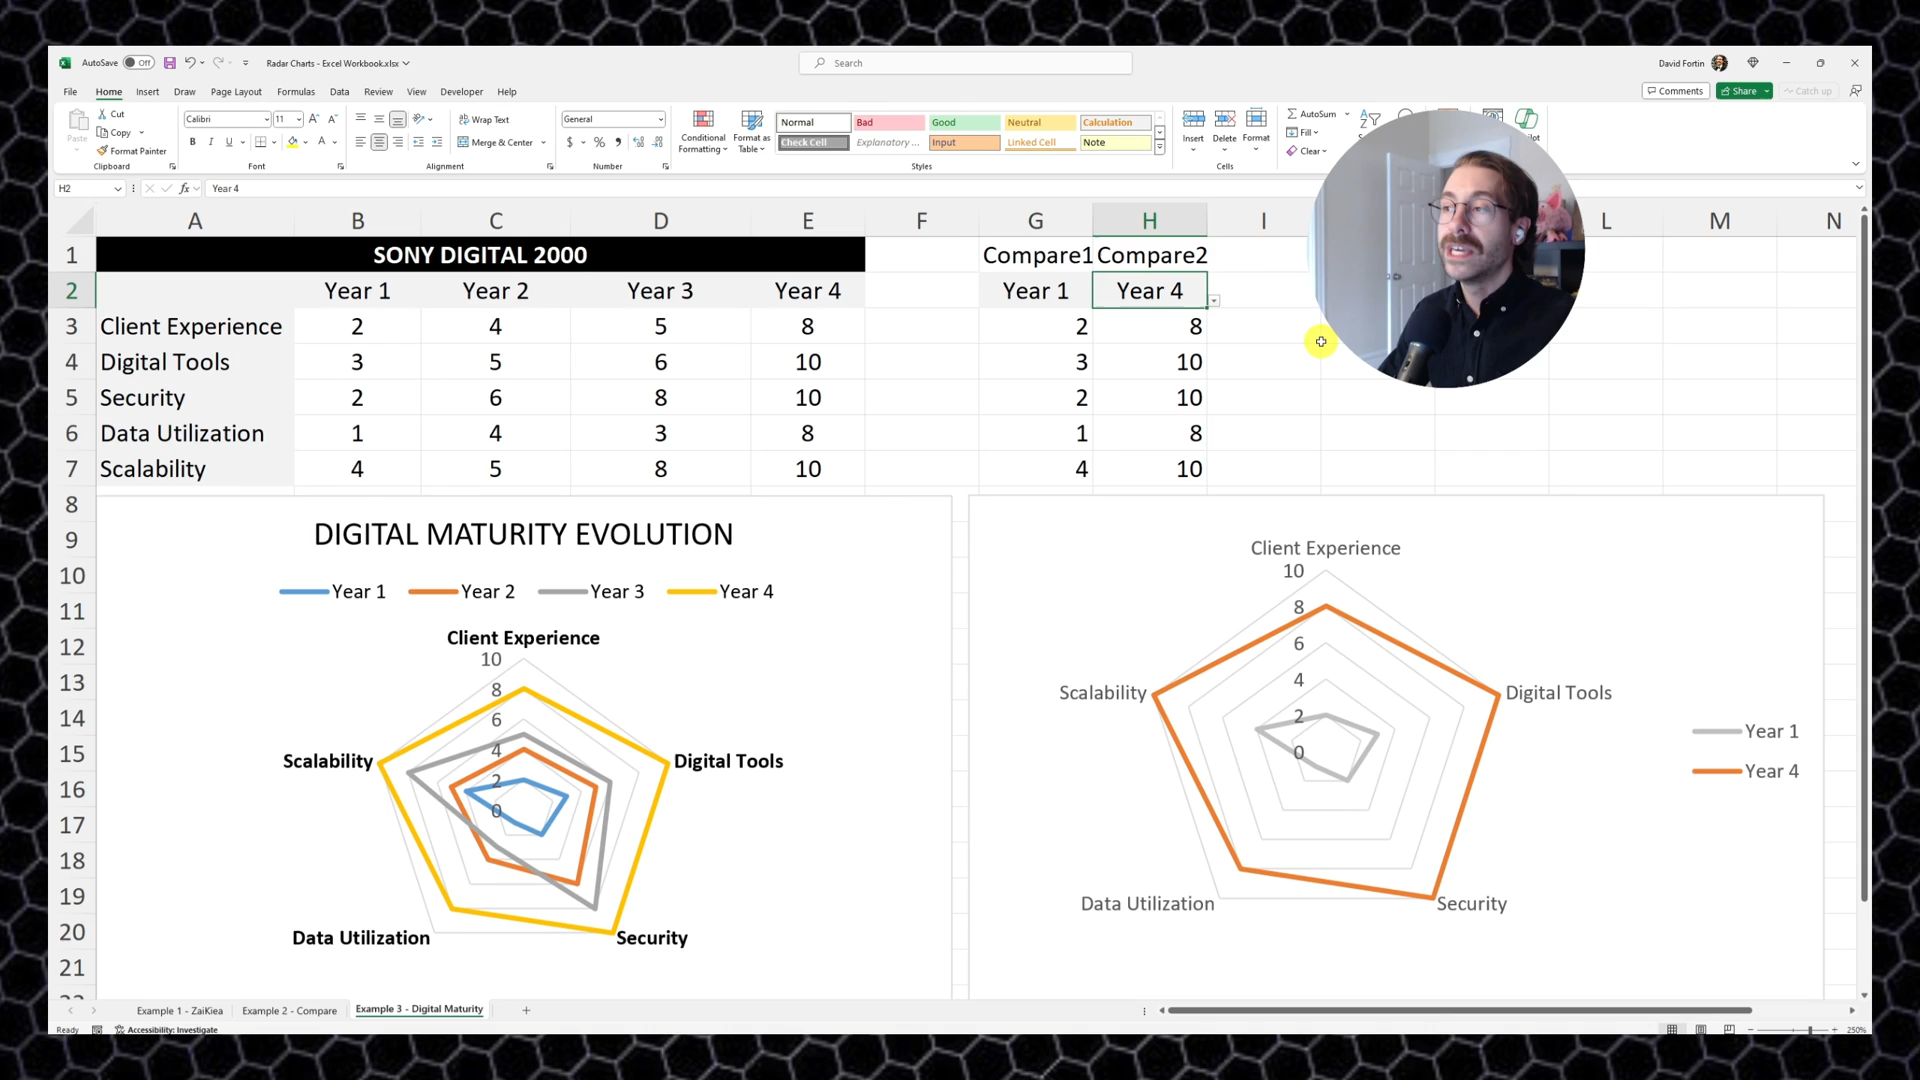 AutoSave Off Radar Charts - Excel Workbook.xlsx Search David Fortin
File Home Insert Draw Page Layout Formulas Data Review View Developer Help Comments Share Catch up
Paste Cut Copy Format Painter Clipboard
Calibri 11 B I U A Font
Wrap Text Merge & Center Alignment
General $ % Number
Conditional Formatting Format as Table
Normal Bad Good Neutral Calculation
Check Cell Explanatory ... Input Linked Cell Note
Styles
Insert Delete Format Cells
AutoSum Fill Clear
H2 fx Year 4
A B C D E F G H I L M N
1 SONY DIGITAL 2000 Compare1 Compare2
2 Year 1 Year 2 Year 3 Year 4 Year 1 Year 4
3 Client Experience 2 4 5 8 2 8
4 Digital Tools 3 5 6 10 3 10
5 Security 2 6 8 10 2 10
6 Data Utilization 1 4 3 8 1 8
7 Scalability 4 5 8 10 4 10
8
9
10
11
12
13
14
15
16
17
18
19
20
21
DIGITAL MATURITY EVOLUTION
Year 1 Year 2 Year 3 Year 4
Client Experience
10
8
6
4
2
0
Scalability Digital Tools
Data Utilization Security
Client Experience
10
8
6
4
2
0
Scalability Digital Tools
Data Utilization Security
Year 1
Year 4
Example 1 - ZaiKiea Example 2 - Compare Example 3 - Digital Maturity
Ready Accessibility: Investigate 250%